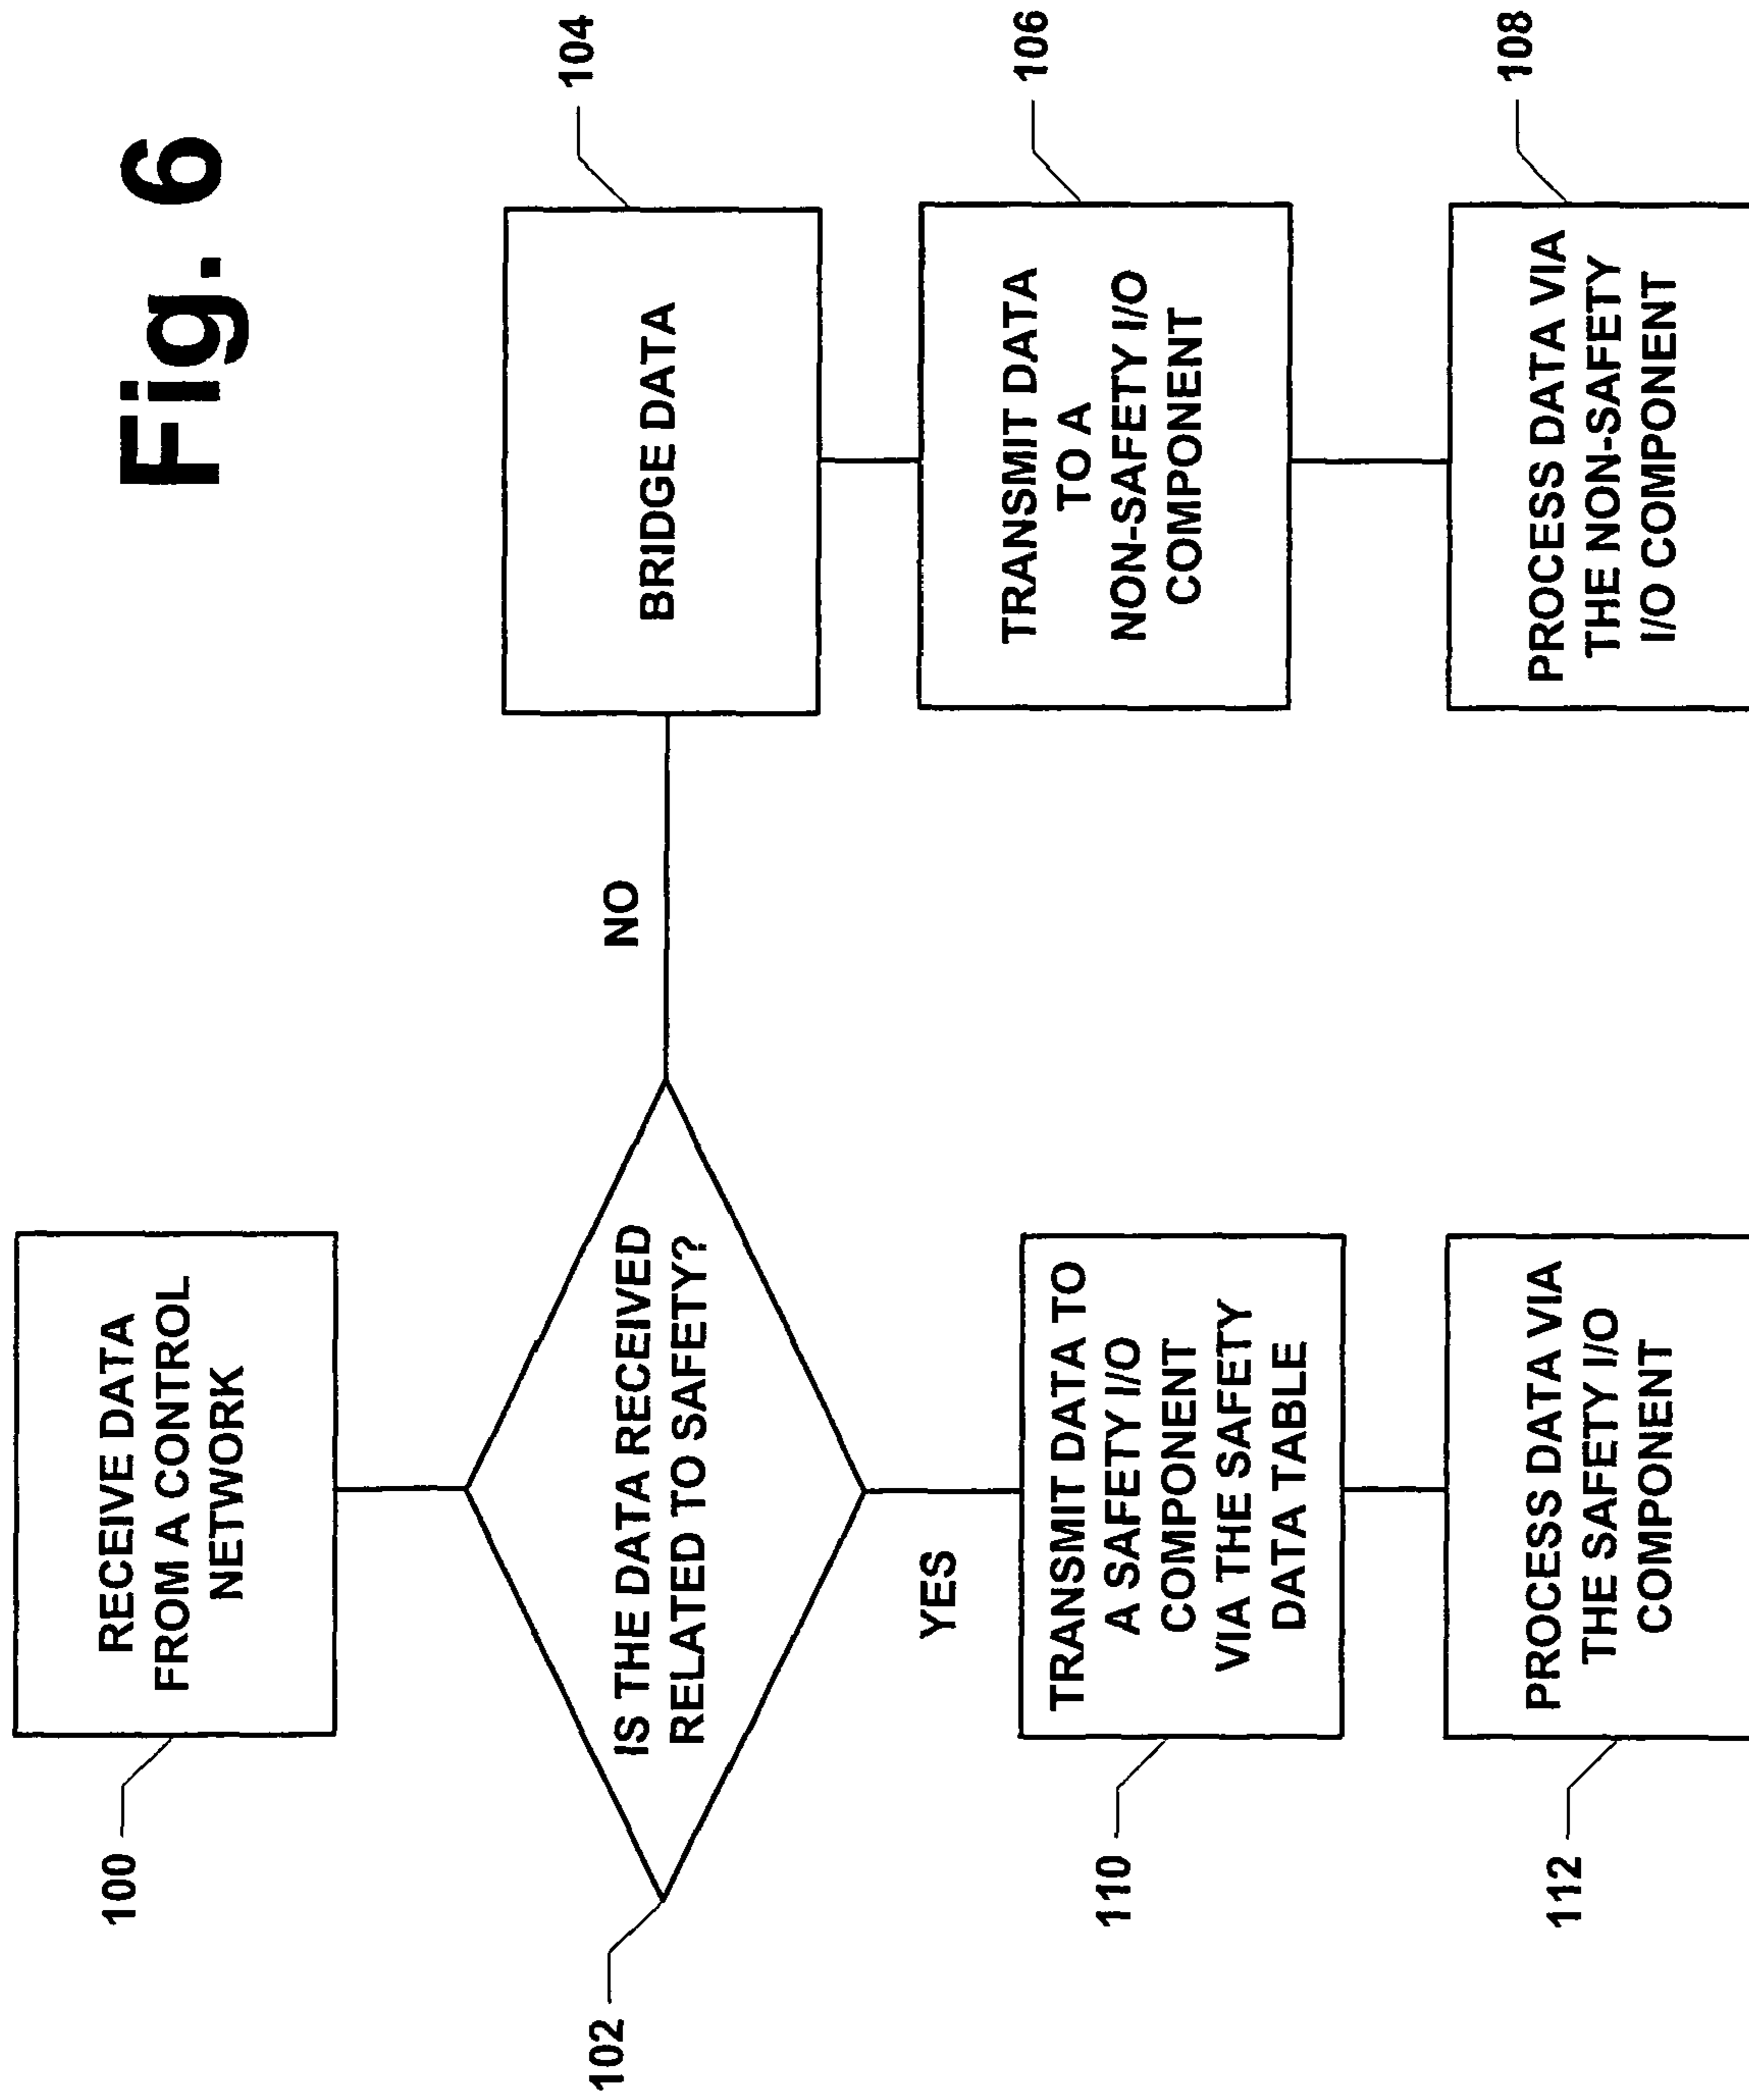 Fig. 6
100
RECEIVE DATA
FROM A CONTROL
NETWORK
102
IS THE DATA RECEIVED
RELATED TO SAFETY?
NO
104
BRIDGE DATA
106
TRANSMIT DATA
TO A
NON-SAFETY I/O
COMPONENT
108
PROCESS DATA VIA
THE NON-SAFETY
I/O COMPONENT
YES
110
TRANSMIT DATA TO
A SAFETY I/O
COMPONENT
VIA THE SAFETY
DATA TABLE
112
PROCESS DATA VIA
THE SAFETY I/O
COMPONENT